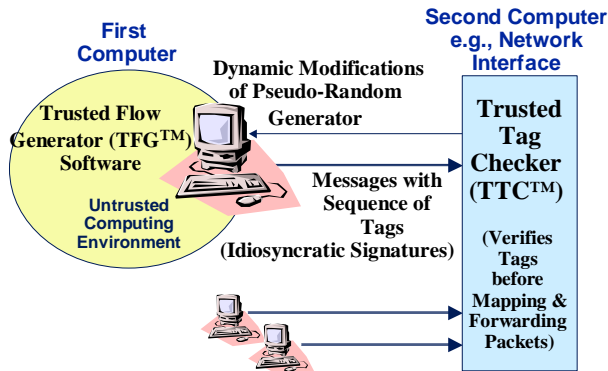 First
Computer
Second Computer
e.g., Network
Interface
Dynamic Modifications
of Pseudo-Random
Generator
Trusted Flow
Generator (TFG™)
Software
Untrusted
Computing
Environment
Messages with
Sequence of
Tags
(Idiosyncratic Signatures)
Trusted
Tag
Checker
(TTC™)
(Verifies
Tags
before
Mapping &
Forwarding
Packets)